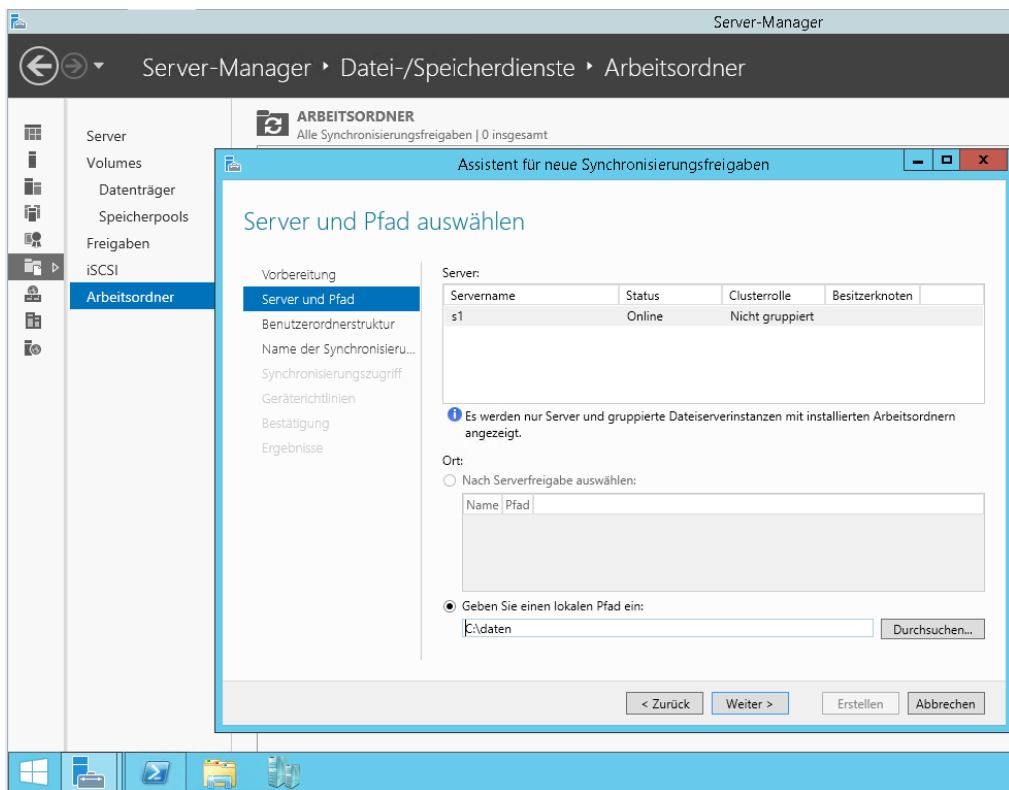 Server-Manager
Server-Manager ‣ Datei-/Speicherdienste ‣ Arbeitsordner
Server
Volumes
Datenträger
Speicherpools
Freigaben
iSCSI
Arbeitsordner
ARBEITSORDNER
Alle Synchronisierungsfreigaben | 0 insgesamt
Assistent für neue Synchronisierungsfreigaben
Server und Pfad auswählen
Vorbereitung
Server und Pfad
Benutzerordnerstruktur
Name der Synchronisieru...
Synchronisierungszugriff
Geräterichtlinien
Bestätigung
Ergebnisse
Server:
Servername Status Clusterrolle Besitzerknoten
s1 Online Nicht gruppiert
Es werden nur Server und gruppierte Dateiserverinstanzen mit installierten Arbeitsordnern
angezeigt.
Ort:
Nach Serverfreigabe auswählen:
Name Pfad
Geben Sie einen lokalen Pfad ein:
C:\daten
Durchsuchen...
< Zurück Weiter > Erstellen Abbrechen